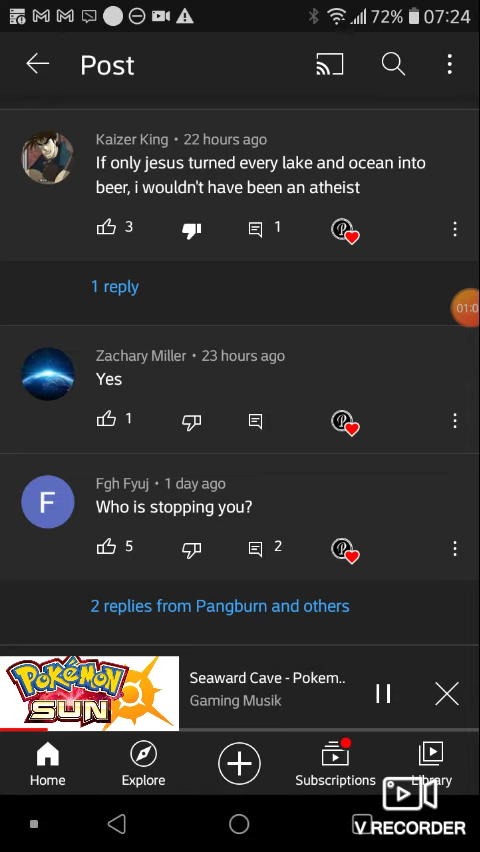 72% 07:24
Post
Kaizer King • 22 hours ago
If only jesus turned every lake and ocean into
beer, i wouldn't have been an atheist
3
1
1 reply
01:0
Zachary Miller • 23 hours ago
Yes
1
F
Fgh Fyuj • 1 day ago
Who is stopping you?
5
2
2 replies from Pangburn and others
POKéMON
SUN
Seaward Cave - Pokem..
Gaming Musik
Home
Explore
Subscriptions
Library
V.RECORDER